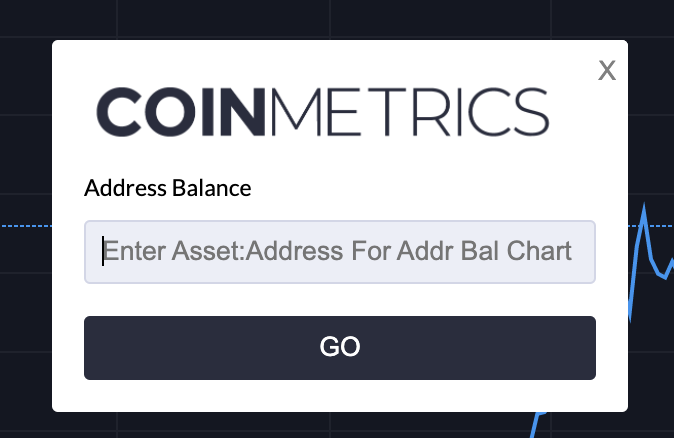 X
COINMETRICS
Address Balance
Enter Asset:Address For Addr Bal Chart
GO